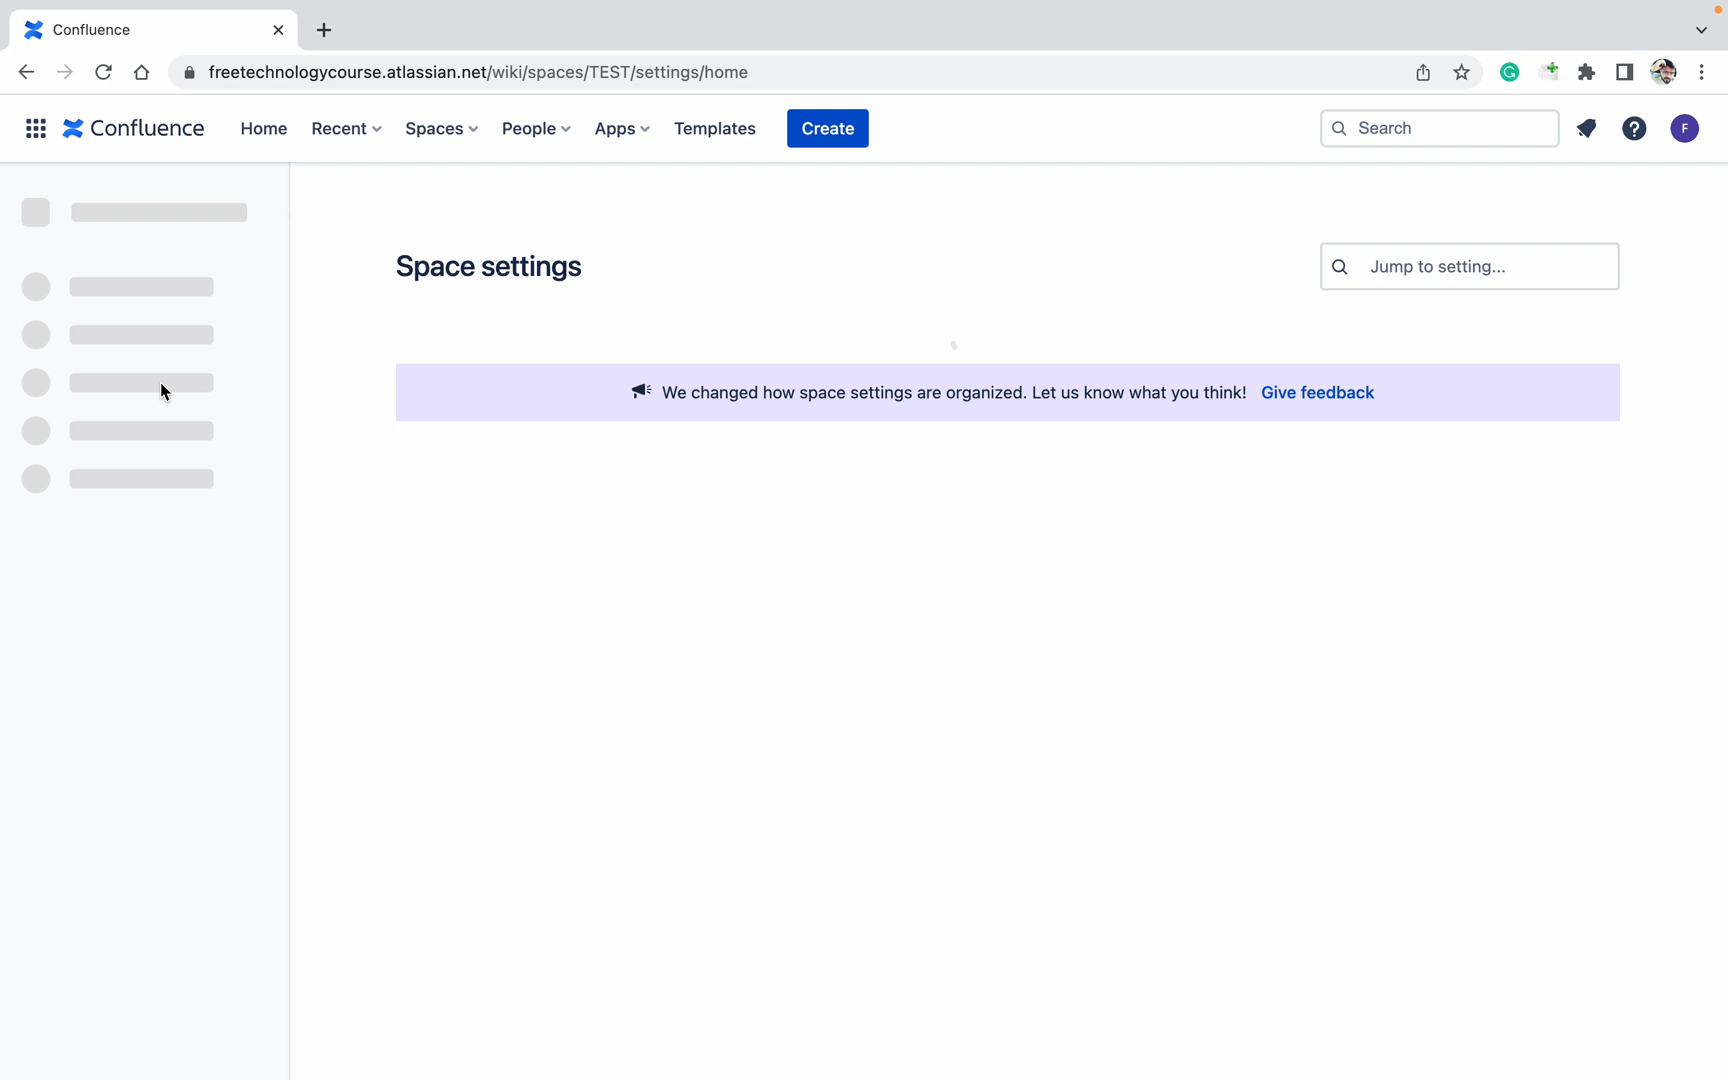 Confluence
freetechnologycourse.atlassian.net/wiki/spaces/TEST/settings/home
Confluence Home Recent Spaces People Apps Templates Create Search ? F
Space settings
Jump to setting...
We changed how space settings are organized. Let us know what you think! Give feedback